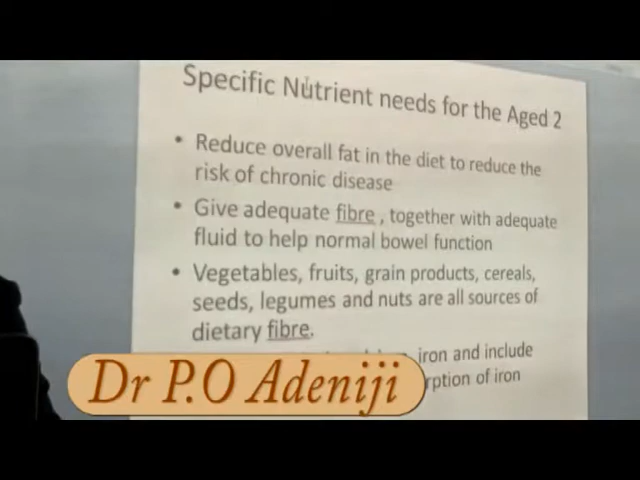 Specific Nutrient needs for the Aged 2
• Reduce overall fat in the diet to reduce the
risk of chronic disease
• Give adequate fibre , together with adequate
fluid to help normal bowel function
• Vegetables, fruits, grain products, cereals,
seeds, legumes and nuts are all sources of
dietary fibre.
iron and include
of iron
Dr P.O Adeniji